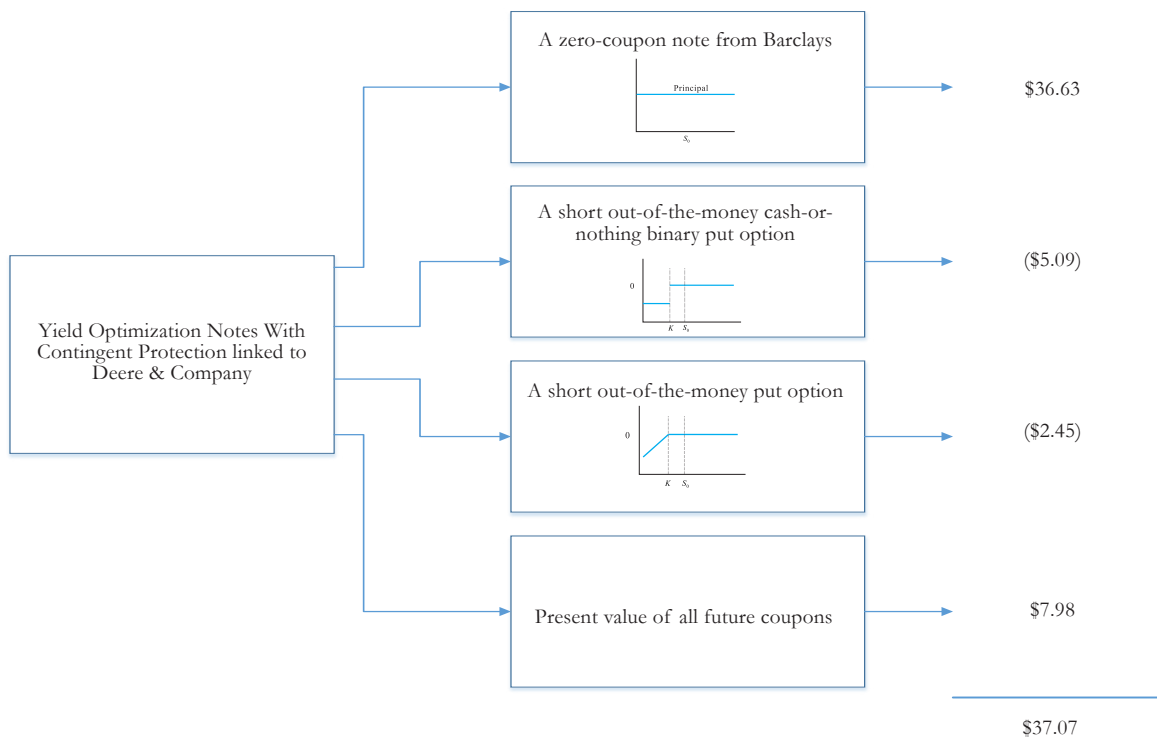 A zero-coupon note from Barclays
Principal
S₀
$36.63
A short out-of-the-money cash-or-
nothing binary put option
0
K S₀
($5.09)
Yield Optimization Notes With
Contingent Protection linked to
Deere & Company
A short out-of-the-money put option
0
K S₀
($2.45)
Present value of all future coupons
$7.98
$37.07